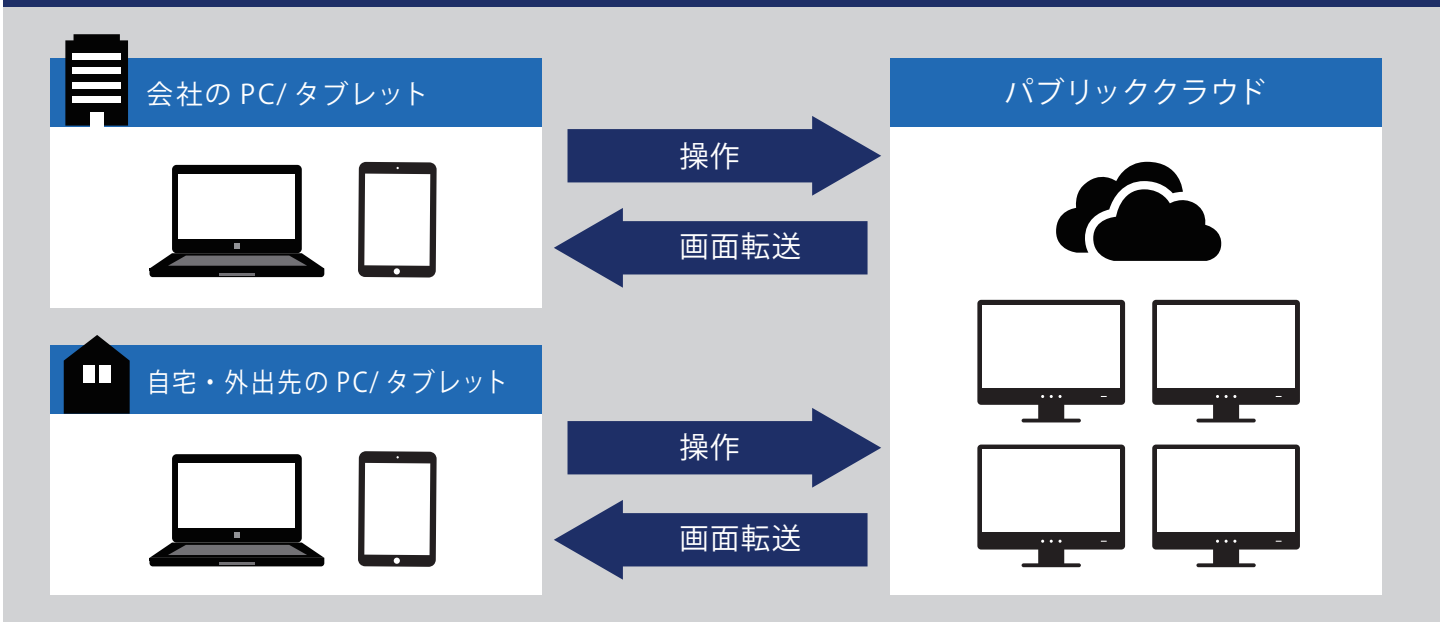 会社の PC/ タブレット
パブリッククラウド
操作
画面転送
自宅・外出先の PC/ タブレット
操作
画面転送